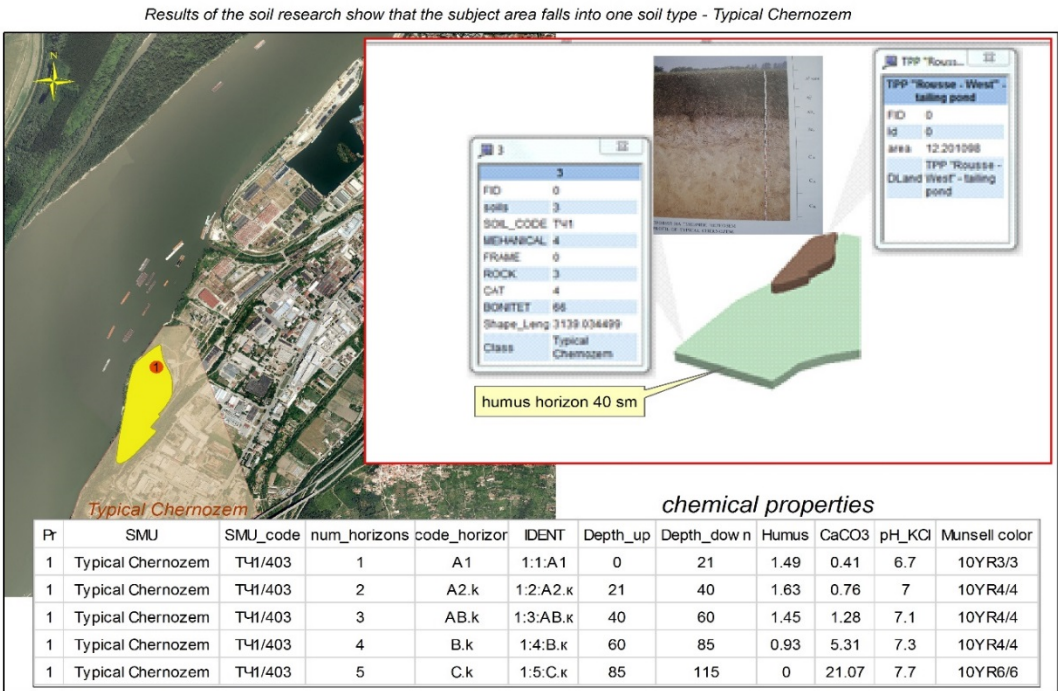 Results of the soil research show that the subject area falls into one soil type - Typical Chernozem
N
TPP "Rouss...
TPP "Rousse - West" -
tailing pond
FID 0
Id 0
area 12.201098
DLand TPP "Rousse -
West" - tailing
pond
3
3
FID 0
soils 3
SOIL_CODE ТЧ1
MEHANICAL 4
FRAME 0
ROCK 3
CAT 4
BONITET 66
Shape_Leng 3139.034499
Class Typical
Chernozem
humus horizon 40 sm
1
Typical Chernozem
chemical properties
Pr SMU SMU_code num_horizons code_horizor IDENT Depth_up Depth_down Humus CaCO3 pH_KCl Munsell color
1 Typical Chernozem ТЧ1/403 1 A1 1:1:A1 0 21 1.49 0.41 6.7 10YR3/3
1 Typical Chernozem ТЧ1/403 2 A2.k 1:2:A2.к 21 40 1.63 0.76 7 10YR4/4
1 Typical Chernozem ТЧ1/403 3 AB.k 1:3:AB.к 40 60 1.45 1.28 7.1 10YR4/4
1 Typical Chernozem ТЧ1/403 4 B.k 1:4:B.к 60 85 0.93 5.31 7.3 10YR4/4
1 Typical Chernozem ТЧ1/403 5 C.k 1:5:C.к 85 115 0 21.07 7.7 10YR6/6